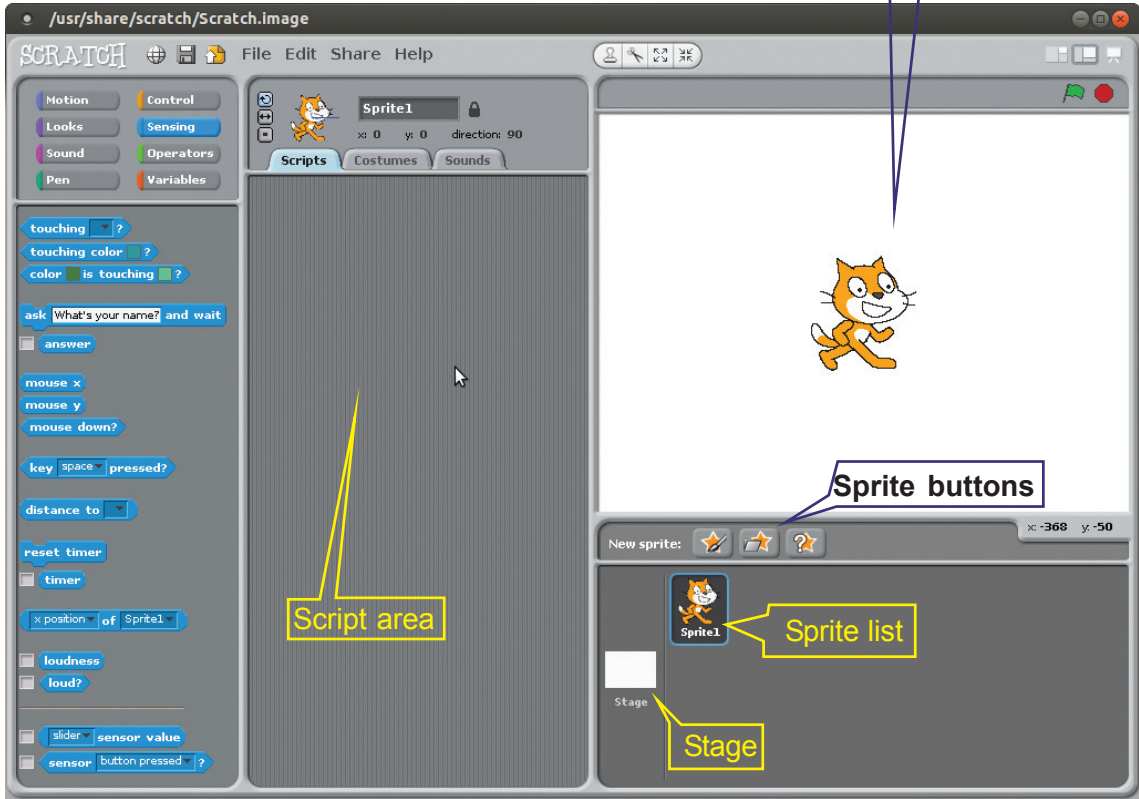 /usr/share/scratch/Scratch.image
SCRATCH File Edit Share Help
Motion Control
Looks Sensing
Sound Operators
Pen Variables
Sprite1
x: 0 y: 0 direction: 90
Scripts Costumes Sounds
touching ?
touching color ?
color is touching ?
ask What's your name? and wait
answer
mouse x
mouse y
mouse down?
key space pressed?
distance to
reset timer
timer
x position of Sprite1
loudness
loud?
slider sensor value
sensor button pressed ?
Script area
Sprite buttons
x: -368 y: -50
New sprite:
Sprite1
Sprite list
Stage
Stage